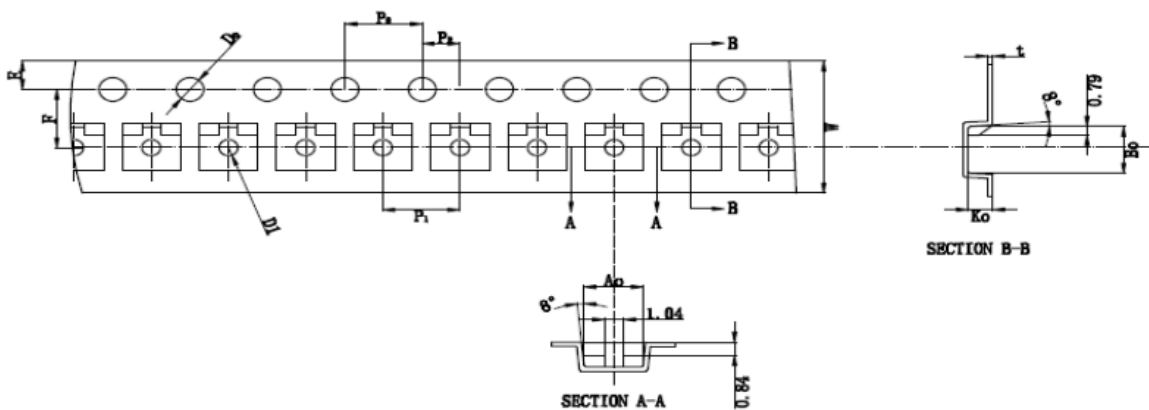 P₀
D₀
P₂
B
t
E
F
W
8°
0.79
B0
K0
D1
P₁
A
A
B
SECTION B-B
A0
8°
1.04
0.84
SECTION A-A